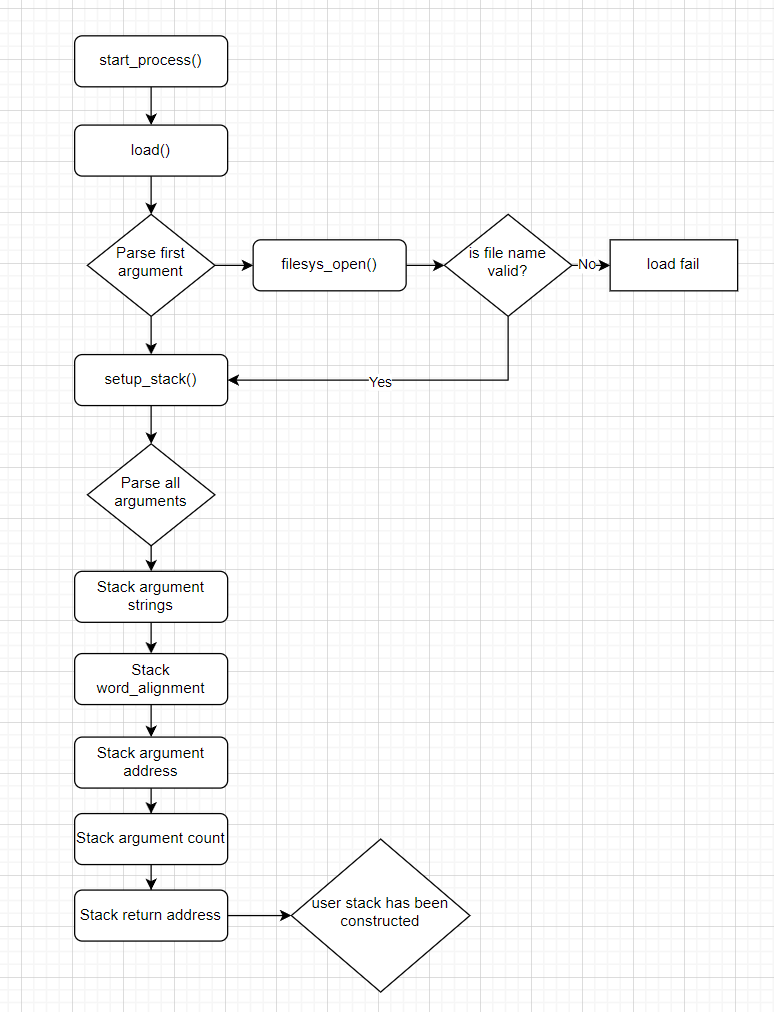 start_process()
load()
Parse first
argument
filesys_open()
is file name
valid?
No
load fail
setup_stack()
Yes
Parse all
arguments
Stack argument
strings
Stack
word_alignment
Stack argument
address
Stack argument count
Stack return address
user stack has been
constructed